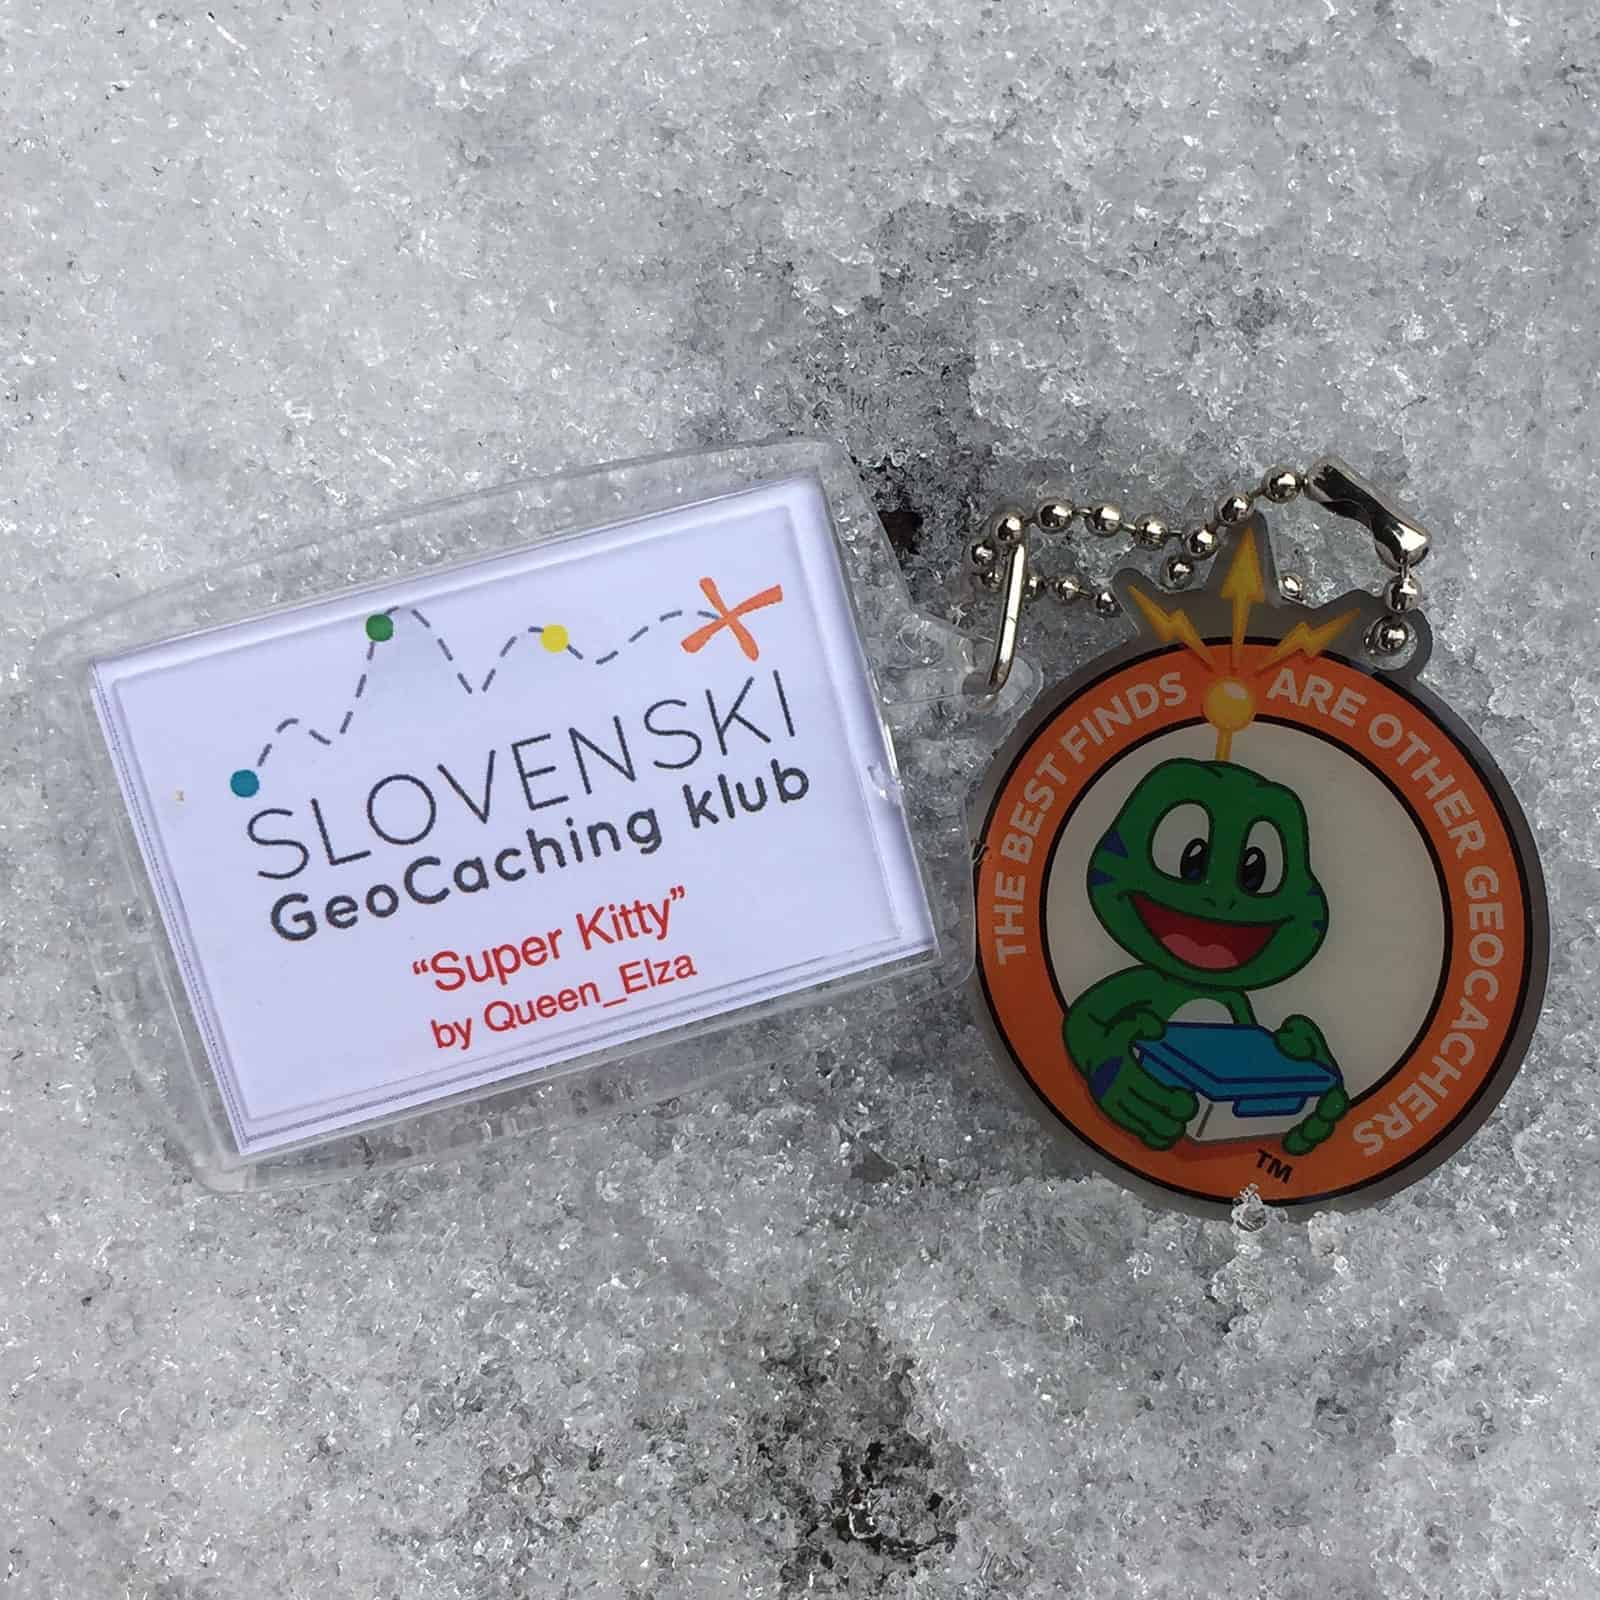 SLOVENSKI
GeoCaching klub
“Super Kitty”
by Queen_Elza
THE BEST FINDS ARE OTHER GEOCACHERS
TM